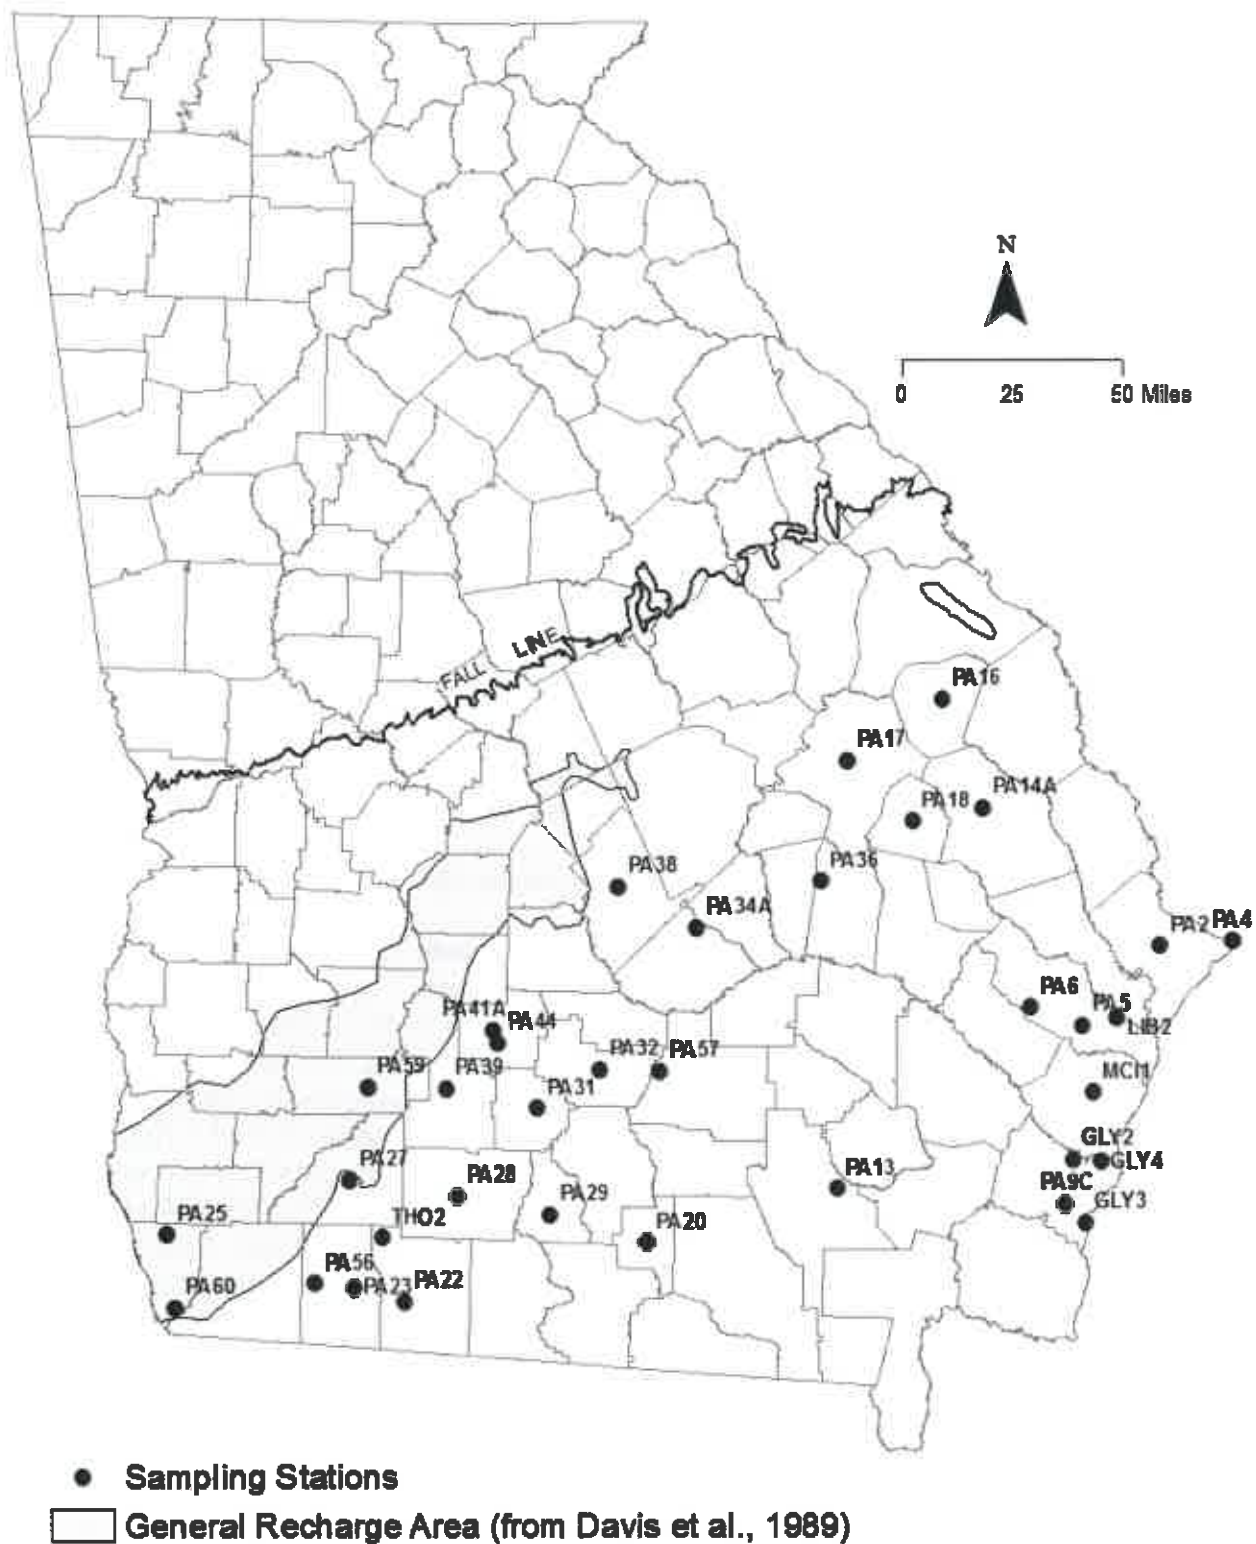 N
0 25 50 Miles
FALL LINE
PA16
PA17
PA14A
PA18
PA36
PA38
PA34A
PA2
PA4
PA6
PA5
LIB2
PA41A
PA44
PA32
PA57
PA59
PA39
PA31
MCI1
GLY2
GLY4
PA27
PA28
PA13
PA9C
PA29
GLY3
PA25
THO2
PA20
PA56
PA23
PA22
PA60
Sampling Stations
General Recharge Area (from Davis et al., 1989)